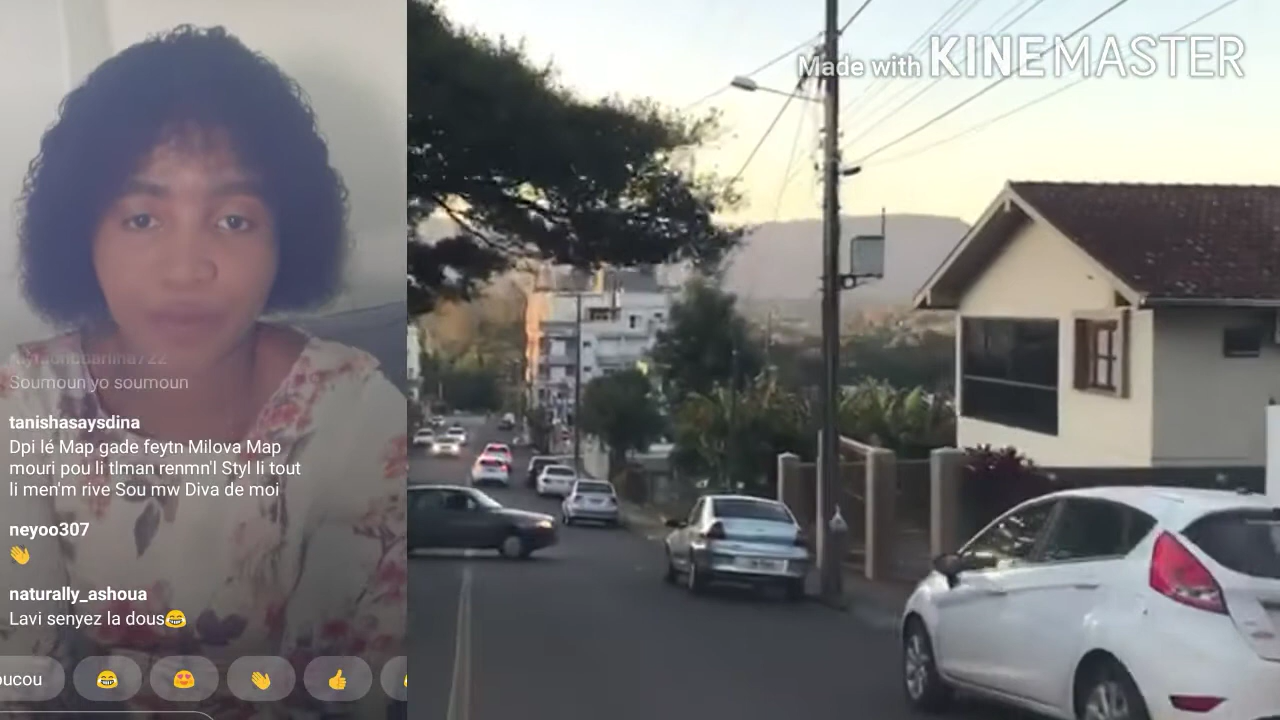 Made with KINEMASTER
Soumoun yo soumoun
tanishasaysdina
Dpi lé Map gade feytn Milova Map
mouri pou li tlman renmn'l Styl li tout
li men'm rive Sou mw Diva de moi
neyoo307
👋
naturally_ashoua
Lavi senyez la dous😂
oucou 😂 😍 👋 👍